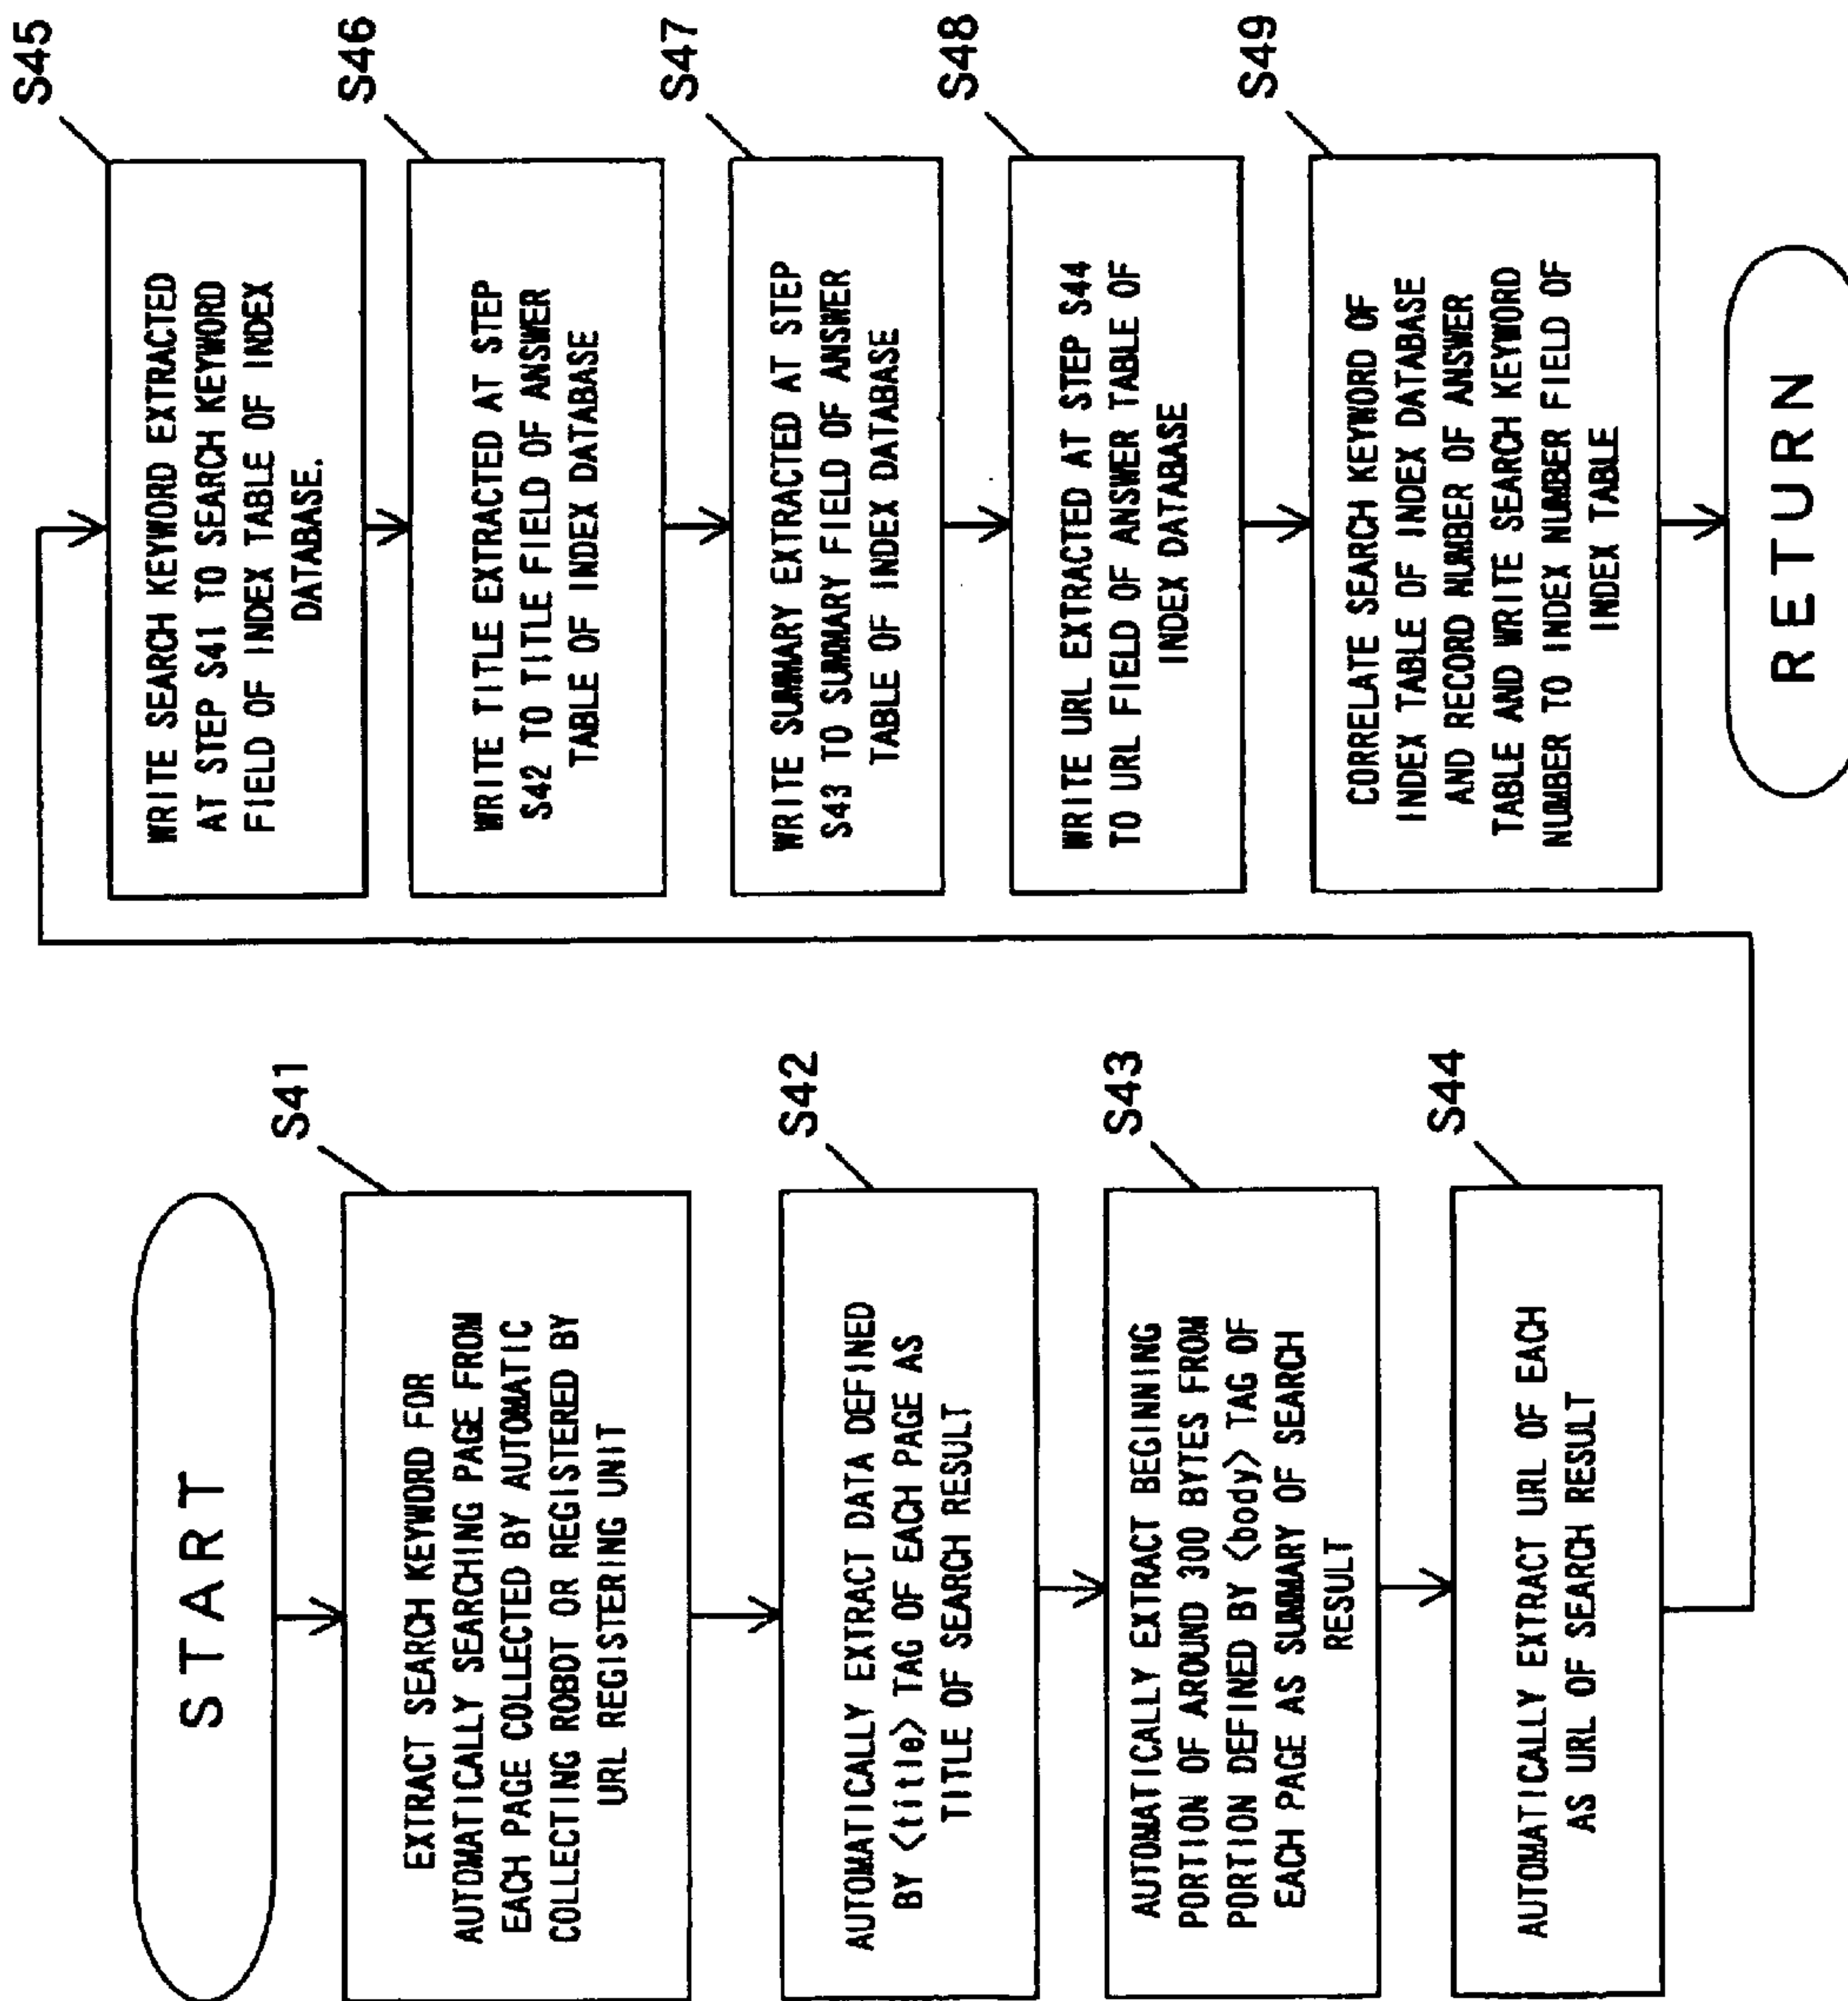 START
S41
EXTRACT SEARCH KEYWORD FOR
AUTOMATICALLY SEARCHING PAGE FROM
EACH PAGE COLLECTED BY AUTOMATIC
COLLECTING ROBOT OR REGISTERED BY
URL REGISTERING UNIT
S42
AUTOMATICALLY EXTRACT DATA DEFINED
BY <title> TAG OF EACH PAGE AS
TITLE OF SEARCH RESULT
S43
AUTOMATICALLY EXTRACT BEGINNING
PORTION OF AROUND 300 BYTES FROM
PORTION DEFINED BY <body> TAG OF
EACH PAGE AS SUMMARY OF SEARCH
RESULT
S44
AUTOMATICALLY EXTRACT URL OF EACH
AS URL OF SEARCH RESULT
S45
WRITE SEARCH KEYWORD EXTRACTED
AT STEP S41 TO SEARCH KEYWORD
FIELD OF INDEX TABLE OF INDEX
DATABASE.
S46
WRITE TITLE EXTRACTED AT STEP
S42 TO TITLE FIELD OF ANSWER
TABLE OF INDEX DATABASE
S47
WRITE SUMMARY EXTRACTED AT STEP
S43 TO SUMMARY FIELD OF ANSWER
TABLE OF INDEX DATABASE
S48
WRITE URL EXTRACTED AT STEP S44
TO URL FIELD OF ANSWER TABLE OF
INDEX DATABASE
S49
CORRELATE SEARCH KEYWORD OF
INDEX TABLE OF INDEX DATABASE
AND RECORD NUMBER OF ANSWER
TABLE AND WRITE SEARCH KEYWORD
NUMBER TO INDEX NUMBER FIELD OF
INDEX TABLE
RETURN